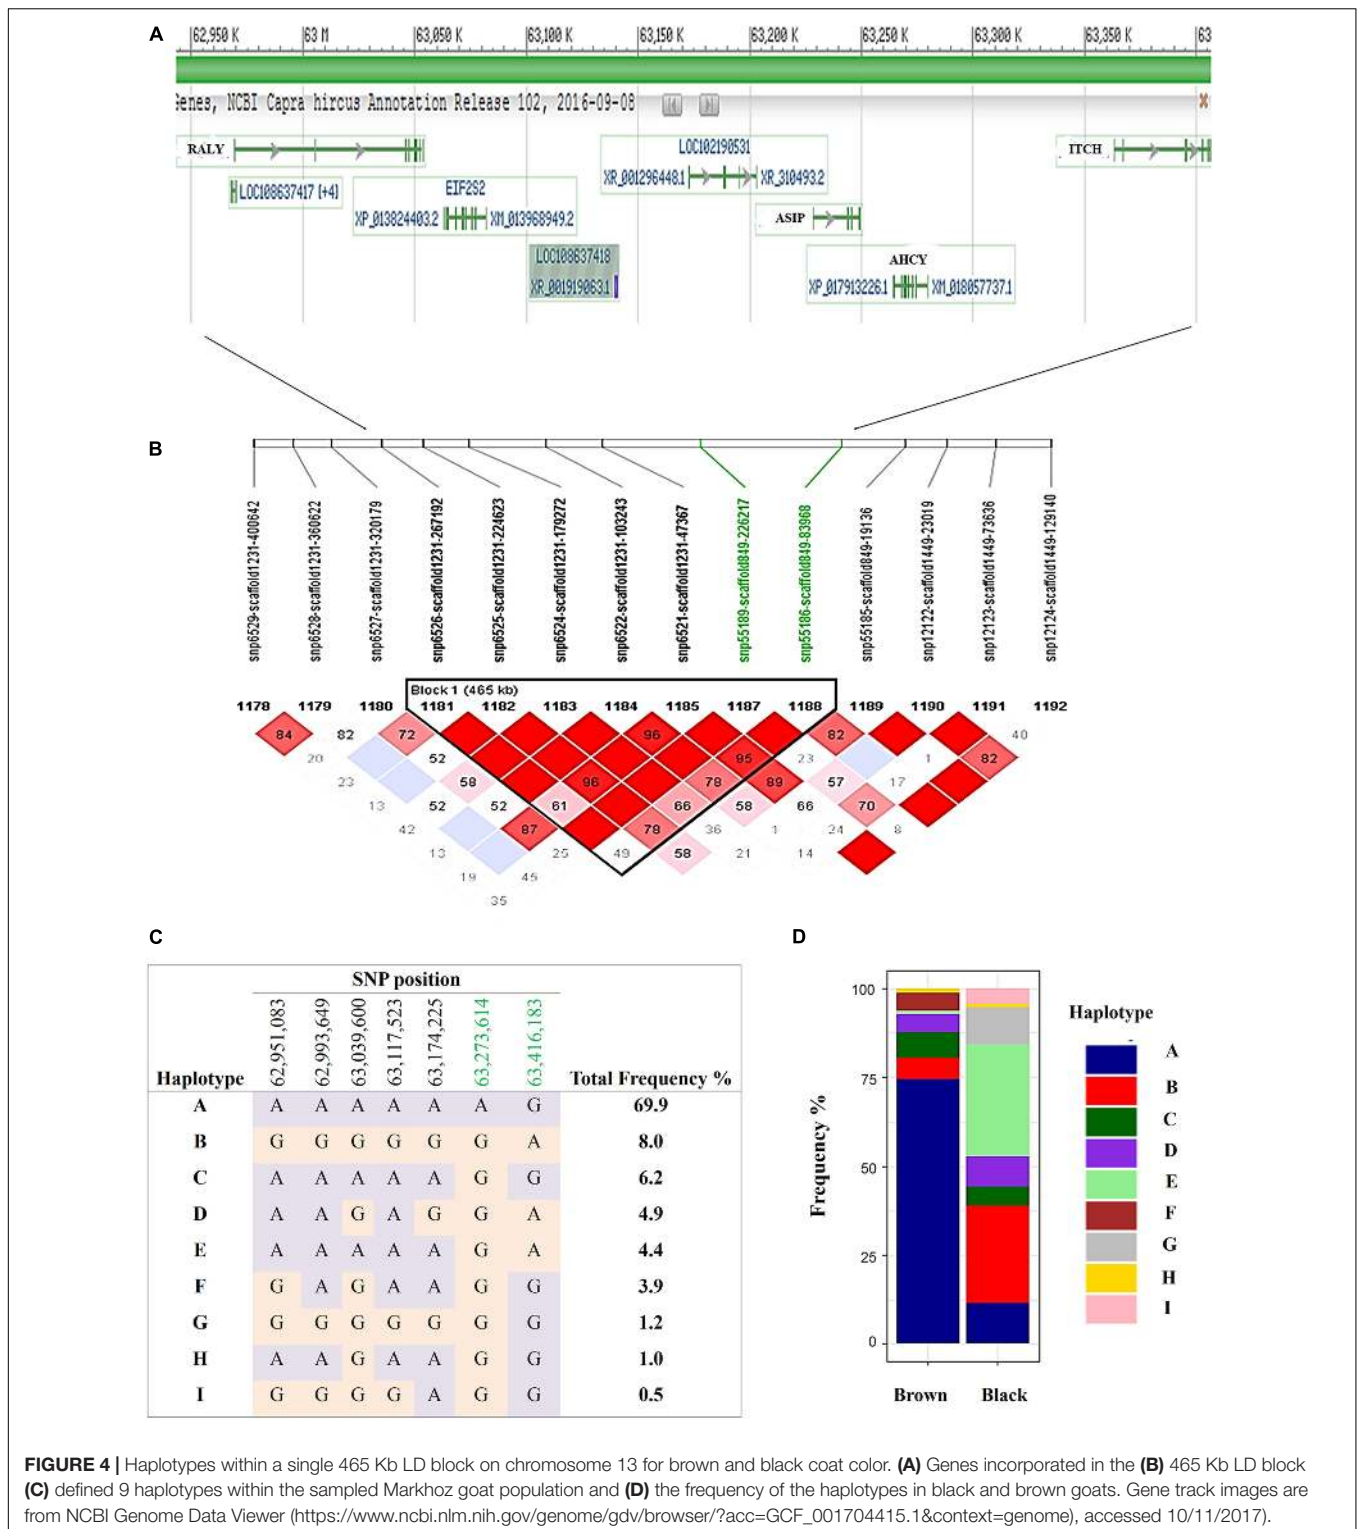 A
62,950 K 63 M 63,050 K 63,100 K 63,150 K 63,200 K 63,250 K 63,300 K 63,350 K 63
Genes, NCBI Capra hircus Annotation Release 102, 2016-09-08
RALY
LOC102190531
ITCH
LOC108637417 [+4]
EIF2S2
XR_001296448.1 XR_310493.2
XP_013824403.2 XM_013968949.2
ASIP
LOC108637418
XR_001919063.1
AHCY
XP_017913226.1 XM_018057737.1
B
snp6529-scaffold1231-400642
snp6528-scaffold1231-360622
snp6527-scaffold1231-320179
snp6526-scaffold1231-267192
snp6525-scaffold1231-224623
snp6524-scaffold1231-179272
snp6522-scaffold1231-103243
snp6521-scaffold1231-47367
snp55189-scaffold849-226217
snp55186-scaffold849-83968
snp55185-scaffold849-19136
snp12122-scaffold1449-23019
snp12123-scaffold1449-73636
snp12124-scaffold1449-129140
Block 1 (465 kb)
1178 1179 1180 1181 1182 1183 1184 1185 1187 1188 1189 1190 1191 1192
84 82 72 96 82 40
20 52 95 23 1 82
23 58 96 78 89 57 17
13 52 52 61 66 58 66 70
42 87 78 36 1 24 8
13 25 49 58 21 14
19 45
35
C
SNP position
Haplotype 62,951,083 62,993,649 63,039,600 63,117,523 63,174,225 63,273,614 63,416,183 Total Frequency %
A A A A A A A G 69.9
B G G G G G G A 8.0
C A A A A A G G 6.2
D A A G A G G A 4.9
E A A A A A G A 4.4
F G A G A A G G 3.9
G G G G G G G G 1.2
H A A G A A G G 1.0
I G G G G A G G 0.5
D
Frequency %
100
75
50
25
0
Brown Black
Haplotype
A
B
C
D
E
F
G
H
I
FIGURE 4 | Haplotypes within a single 465 Kb LD block on chromosome 13 for brown and black coat color. (A) Genes incorporated in the (B) 465 Kb LD block
(C) defined 9 haplotypes within the sampled Markhoz goat population and (D) the frequency of the haplotypes in black and brown goats. Gene track images are
from NCBI Genome Data Viewer (https://www.ncbi.nlm.nih.gov/genome/gdv/browser/?acc=GCF_001704415.1&context=genome), accessed 10/11/2017).